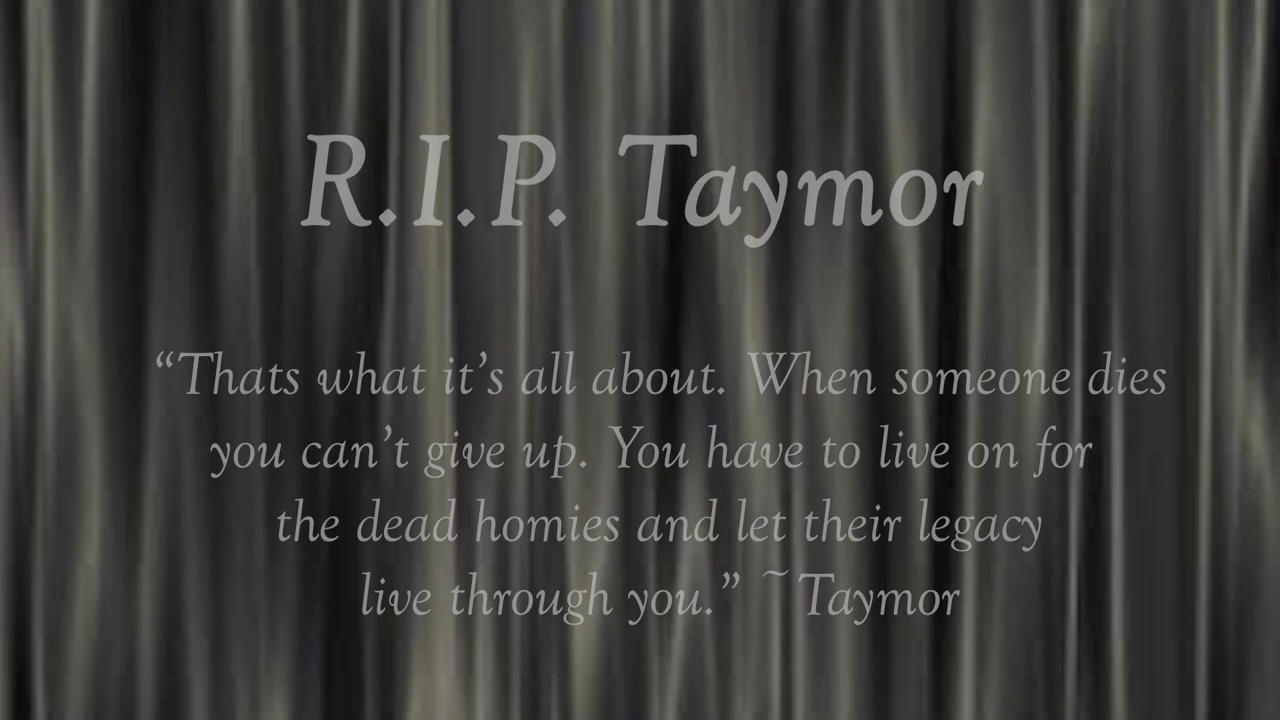 R.I.P. Taymor
“Thats what it’s all about. When someone dies
you can’t give up. You have to live on for
the dead homies and let their legacy
live through you.” ~Taymor